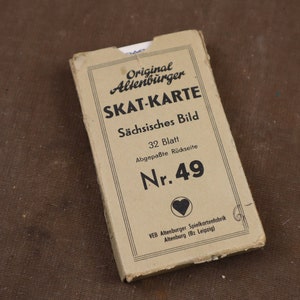 Original
Altenburger
SKAT-KARTE
Sächsisches Bild
32 Blatt
Abgepaßte Rückseite
Nr. 49
VEB Altenburger Spielkartenfabrik
Altenburg (Bz Leipzig)